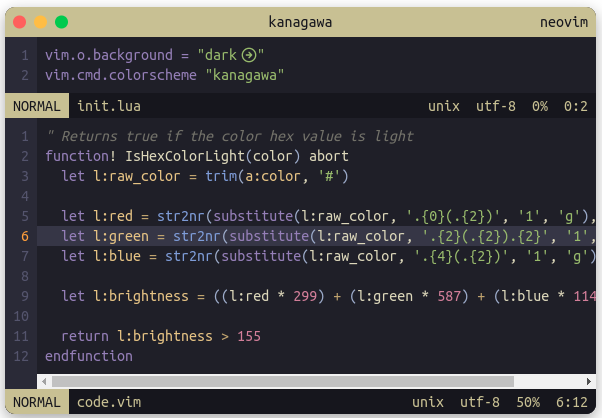 kanagawa neovim
1 vim.o.background = "dark"
2 vim.cmd.colorscheme "kanagawa"
NORMAL init.lua unix utf-8 0% 0:2
1 " Returns true if the color hex value is light
2 function! IsHexColorLight(color) abort
3 let l:raw_color = trim(a:color, '#')
4
5 let l:red = str2nr(substitute(l:raw_color, '.{0}(.{2})', '1', 'g'),
6 let l:green = str2nr(substitute(l:raw_color, '.{2}(.{2}).{2}', '1',
7 let l:blue = str2nr(substitute(l:raw_color, '.{4}(.{2})', '1', 'g')
8
9 let l:brightness = ((l:red * 299) + (l:green * 587) + (l:blue * 114
10
11 return l:brightness > 155
12 endfunction
NORMAL code.vim unix utf-8 50% 6:12